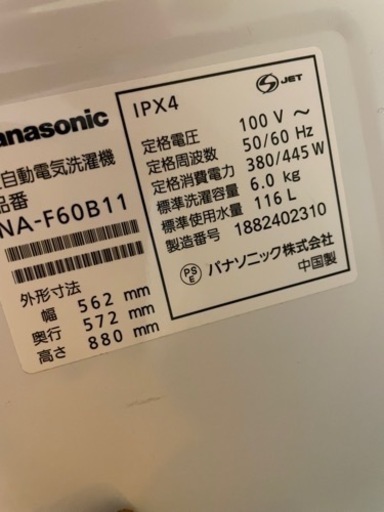 Panasonic
自動電気洗濯機
品番
NA-F60B11
外形寸法
幅 562 mm
奥行 572 mm
高さ 880 mm
IPX4
JET
定格電圧 100 V ～
定格周波数 50/60 Hz
定格消費電力 380/445 W
標準洗濯容量 6.0 kg
標準使用水量 116 L
製造番号 1882402310
PSE
パナソニック株式会社
中国製